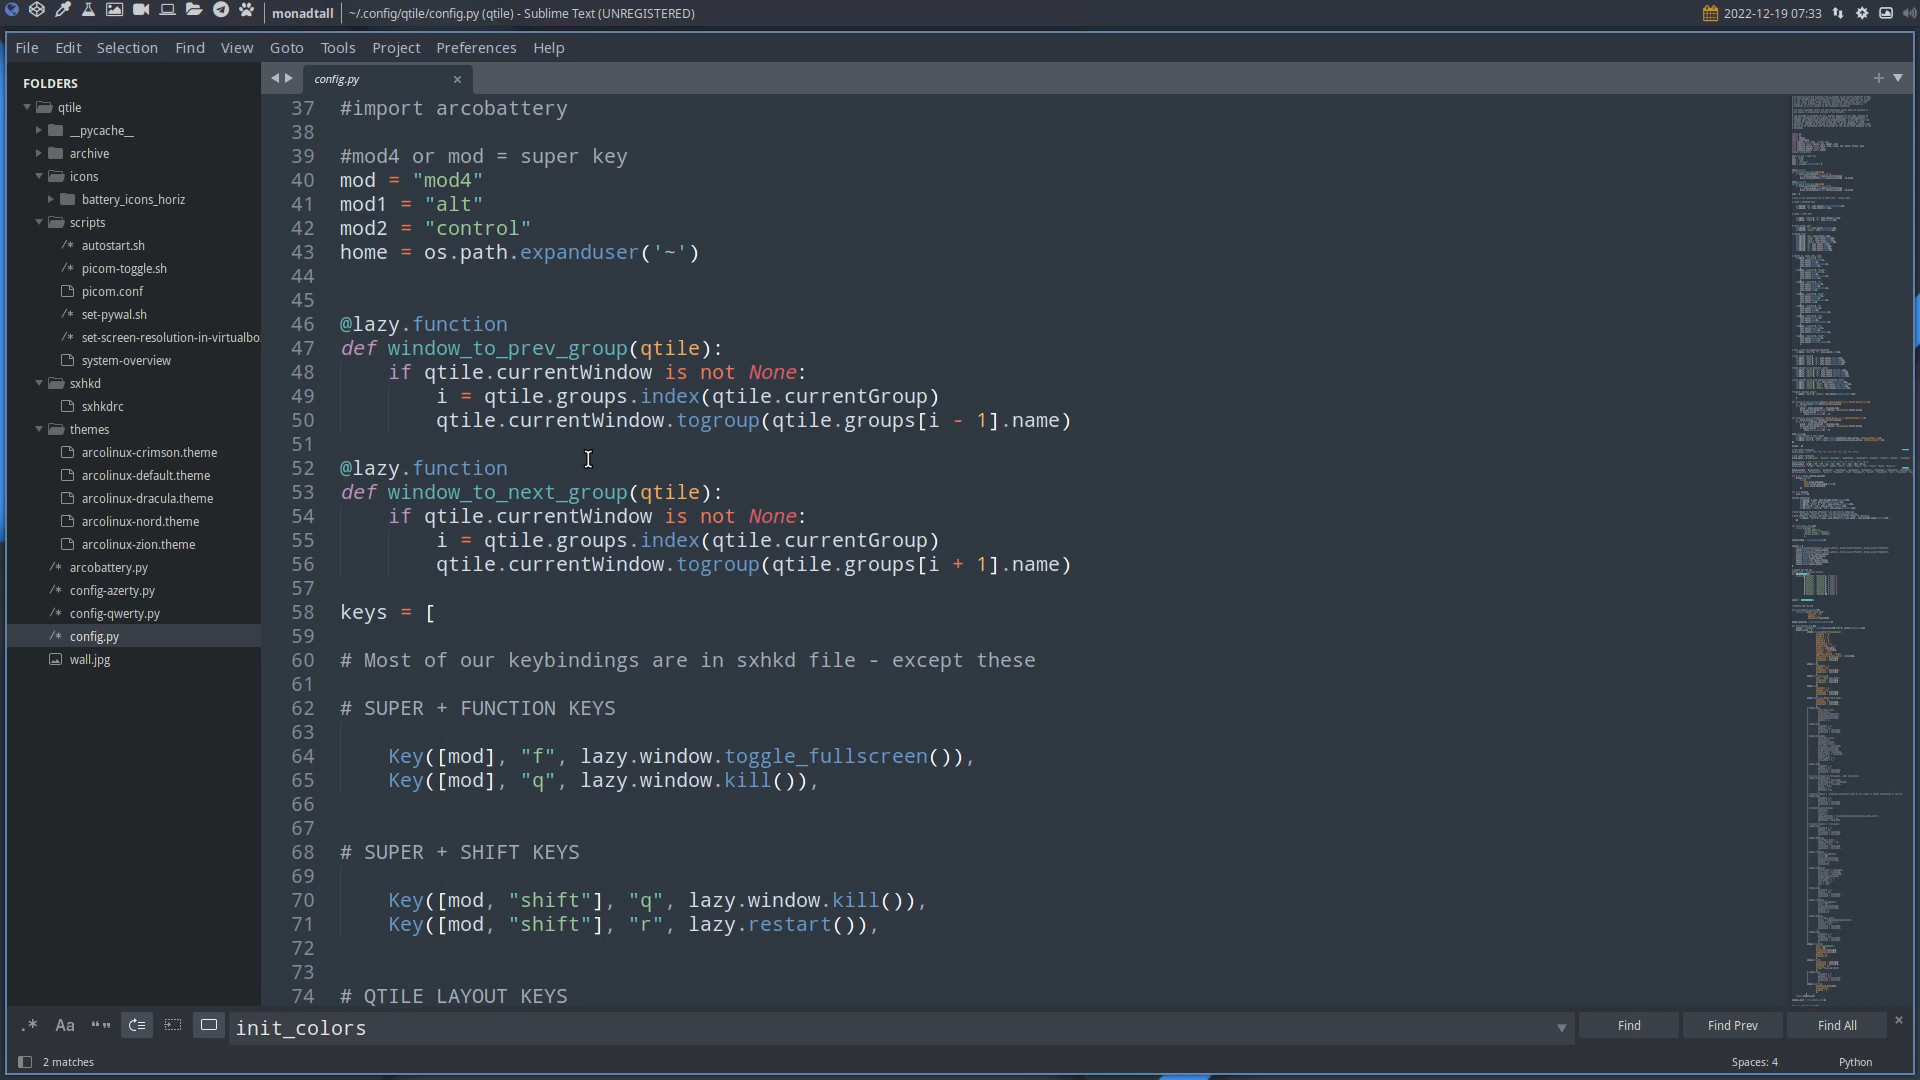 monadtall
~/.config/qtile/config.py (qtile) - Sublime Text (UNREGISTERED)
2022-12-19 07:33
File Edit Selection Find View Goto Tools Project Preferences Help
FOLDERS
qtile
__pycache__
archive
icons
battery_icons_horiz
scripts
autostart.sh
picom-toggle.sh
picom.conf
set-pywal.sh
set-screen-resolution-in-virtualbo
system-overview
sxhkd
sxhkdrc
themes
arcolinux-crimson.theme
arcolinux-default.theme
arcolinux-dracula.theme
arcolinux-nord.theme
arcolinux-zion.theme
arcobattery.py
config-azerty.py
config-qwerty.py
config.py
wall.jpg
config.py
37 #import arcobattery
38
39 #mod4 or mod = super key
40 mod = "mod4"
41 mod1 = "alt"
42 mod2 = "control"
43 home = os.path.expanduser('~')
44
45
46 @lazy.function
47 def window_to_prev_group(qtile):
48     if qtile.currentWindow is not None:
49         i = qtile.groups.index(qtile.currentGroup)
50         qtile.currentWindow.togroup(qtile.groups[i - 1].name)
51
52 @lazy.function
53 def window_to_next_group(qtile):
54     if qtile.currentWindow is not None:
55         i = qtile.groups.index(qtile.currentGroup)
56         qtile.currentWindow.togroup(qtile.groups[i + 1].name)
57
58 keys = [
59
60 # Most of our keybindings are in sxhkd file - except these
61
62 # SUPER + FUNCTION KEYS
63
64     Key([mod], "f", lazy.window.toggle_fullscreen()),
65     Key([mod], "q", lazy.window.kill()),
66
67
68 # SUPER + SHIFT KEYS
69
70     Key([mod, "shift"], "q", lazy.window.kill()),
71     Key([mod, "shift"], "r", lazy.restart()),
72
73
74 # QTILE LAYOUT KEYS
.* Aa “” init_colors Find Find Prev Find All
2 matches
Spaces: 4 Python